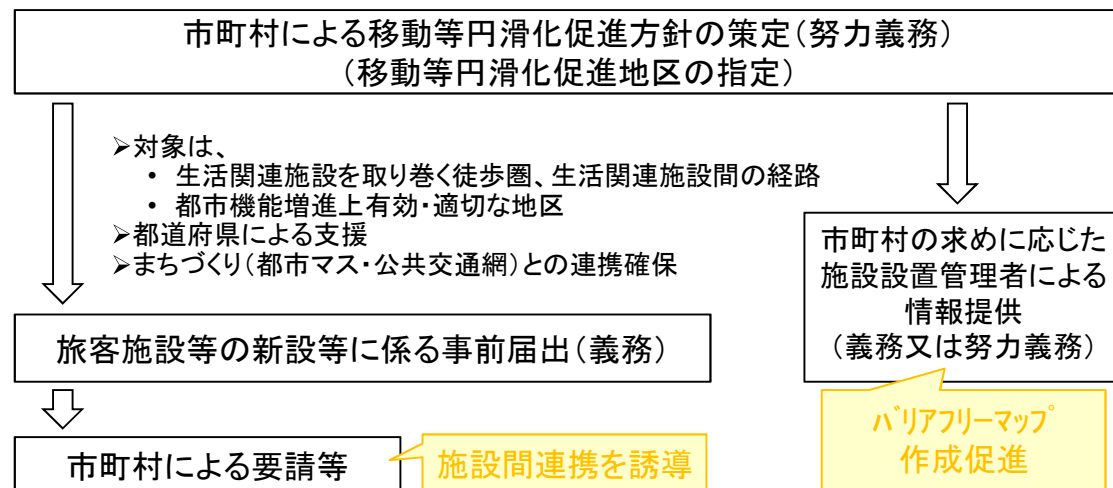 市町村による移動等円滑化促進方針の策定(努力義務)
(移動等円滑化促進地区の指定)
➢対象は、
• 生活関連施設を取り巻く徒歩圏、生活関連施設間の経路
• 都市機能増進上有効・適切な地区
➢都道府県による支援
➢まちづくり(都市マス・公共交通網)との連携確保
市町村の求めに応じた
施設設置管理者による
情報提供
(義務又は努力義務)
旅客施設等の新設等に係る事前届出(義務)
バリアフリーマップ
作成促進
市町村による要請等
施設間連携を誘導